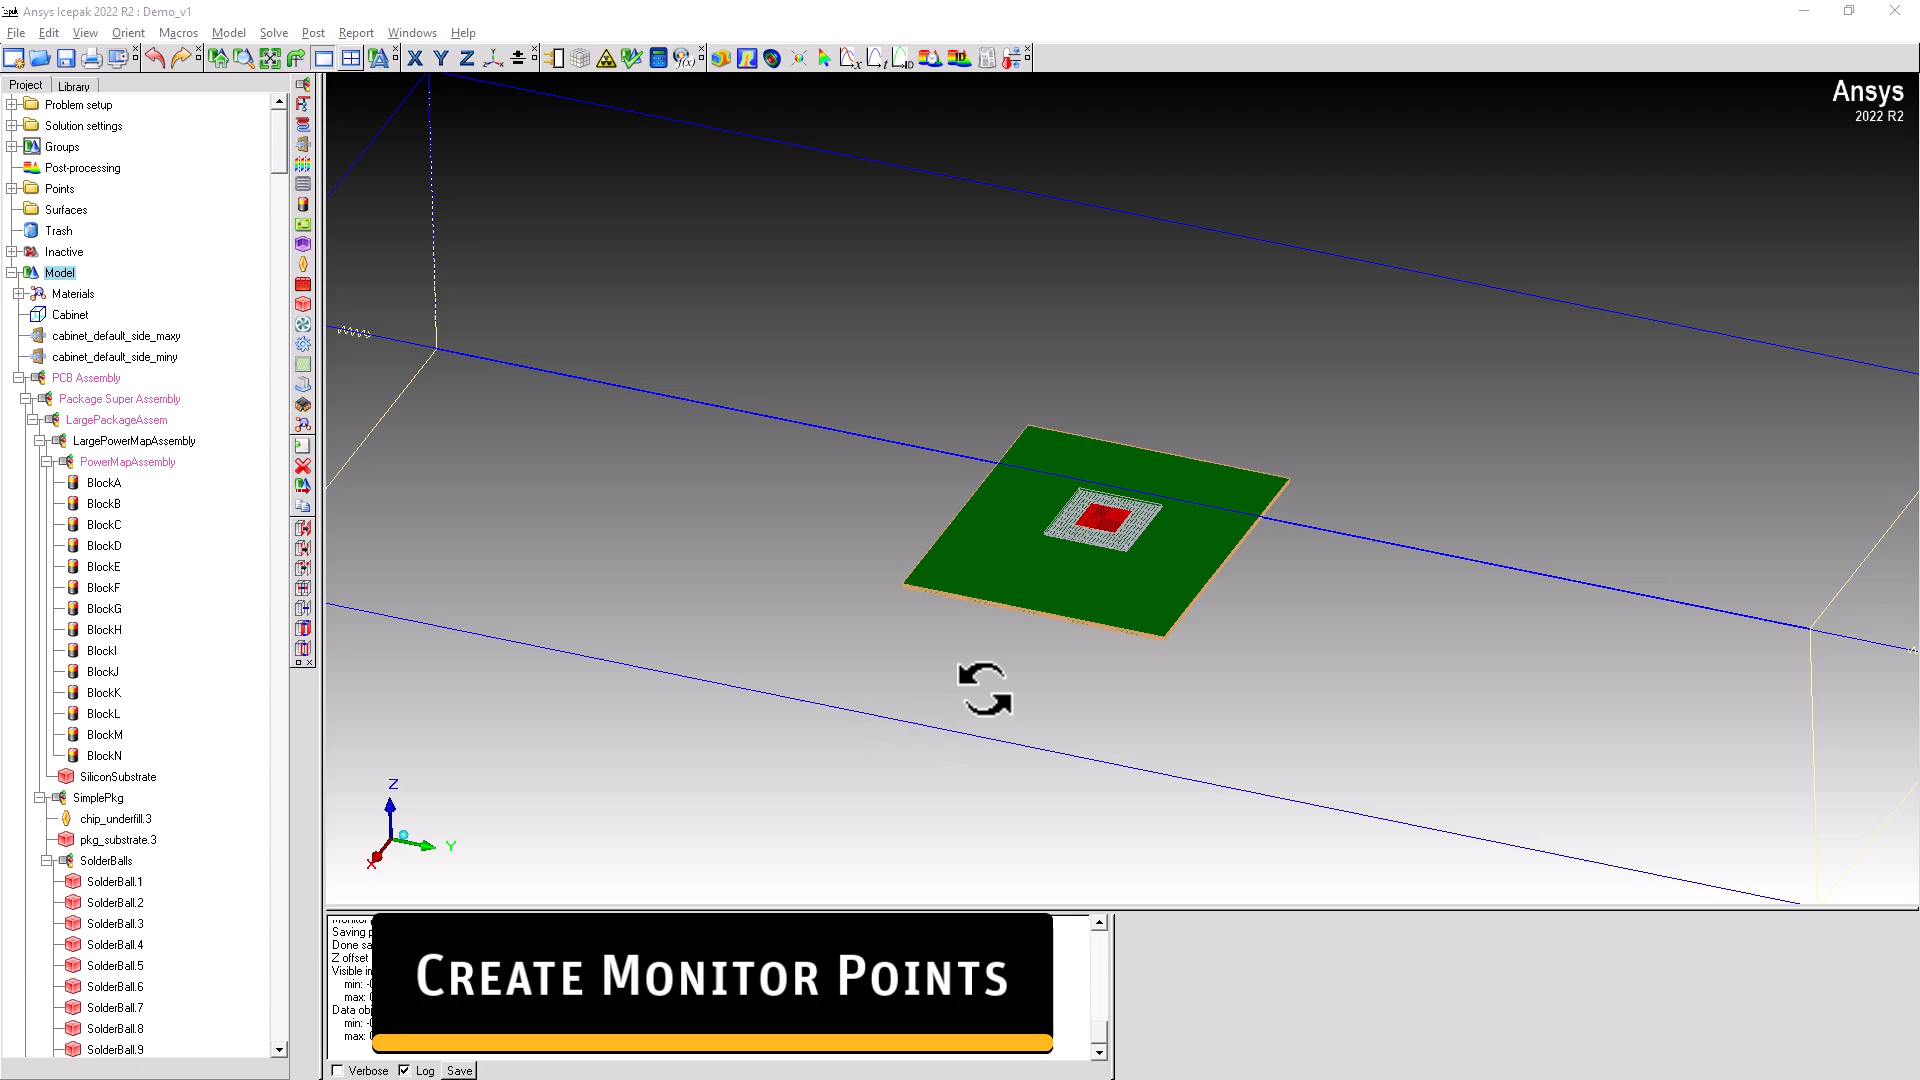 Ansys Icepak 2022 R2 : Demo_v1
File Edit View Orient Macros Model Solve Post Report Windows Help
X Y Z
Project Library
Ansys
2022 R2
Problem setup
Solution settings
Groups
Post-processing
Points
Surfaces
Trash
Inactive
Model
Materials
Cabinet
cabinet_default_side_maxy
cabinet_default_side_miny
PCB Assembly
Package Super Assembly
LargePackageAssem
LargePowerMapAssembly
PowerMapAssembly
BlockA
BlockB
BlockC
BlockD
BlockE
BlockF
BlockG
BlockH
BlockI
BlockJ
BlockK
BlockL
BlockM
BlockN
SiliconSubstrate
SimplePkg
chip_underfill.3
pkg_substrate.3
SolderBalls
SolderBall.1
SolderBall.2
SolderBall.3
SolderBall.4
SolderBall.5
SolderBall.6
SolderBall.7
SolderBall.8
SolderBall.9
Z
Y
X
Saving
Done
Z offset
Visible
min:
max:
Data
min:
max:
CREATE MONITOR POINTS
Verbose Log Save